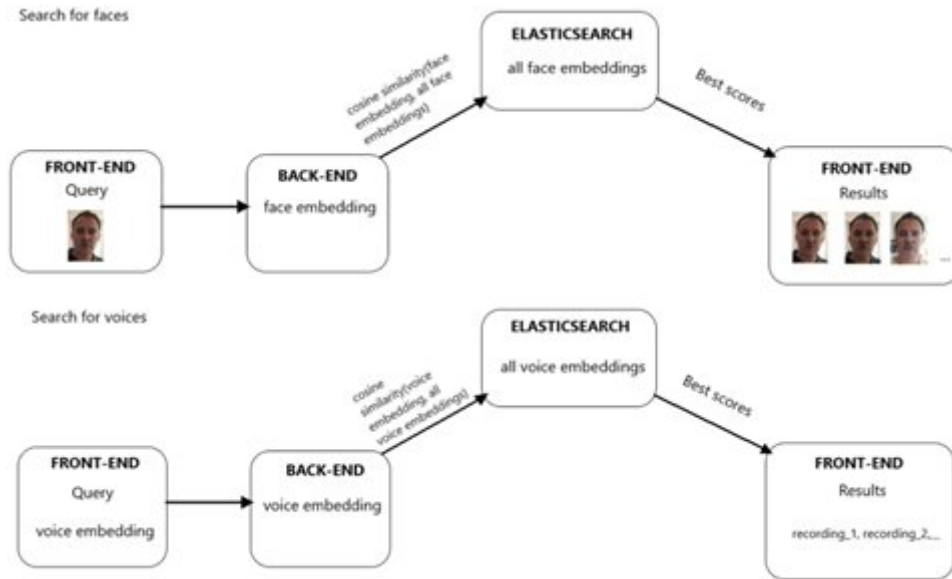 Search for faces
ELASTICSEARCH
all face embeddings
cosine similarity(face
embedding, all face
embeddings)
Best scores
FRONT-END
Query
BACK-END
face embedding
FRONT-END
Results
...
Search for voices
ELASTICSEARCH
all voice embeddings
cosine
similarity(voice
embedding, all
voice embeddings)
Best scores
FRONT-END
Query
voice embedding
BACK-END
voice embedding
FRONT-END
Results
recording_1, recording_2,...